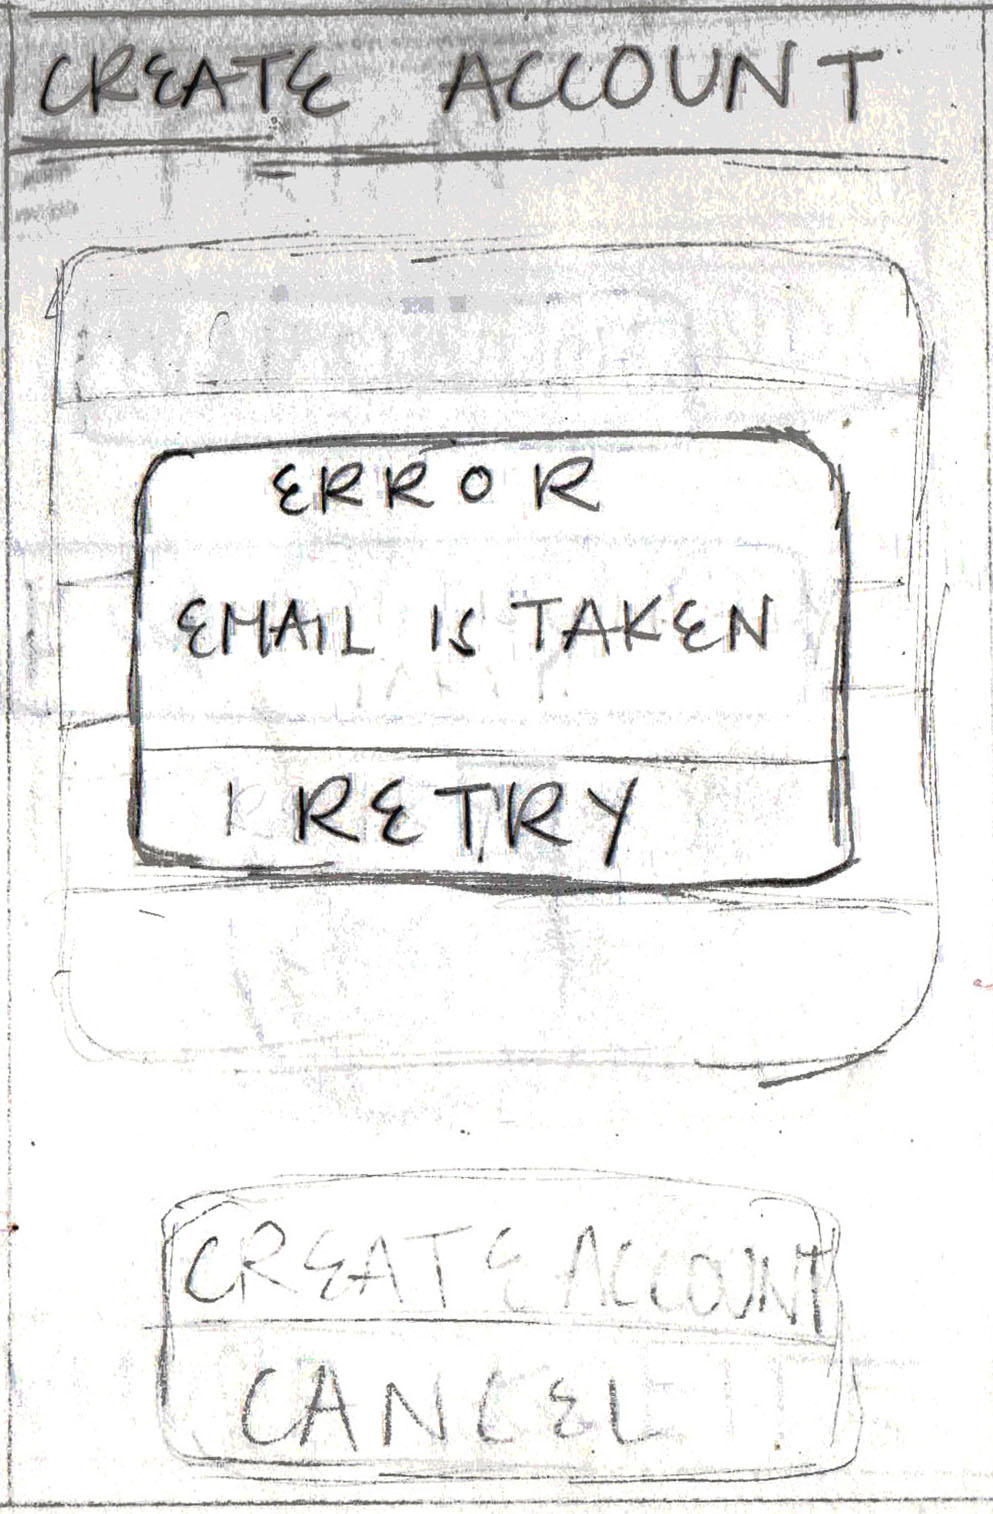 CREATE ACCOUNT
ERROR
EMAIL IS TAKEN
RETRY
CREATE ACCOUNT
CANCEL